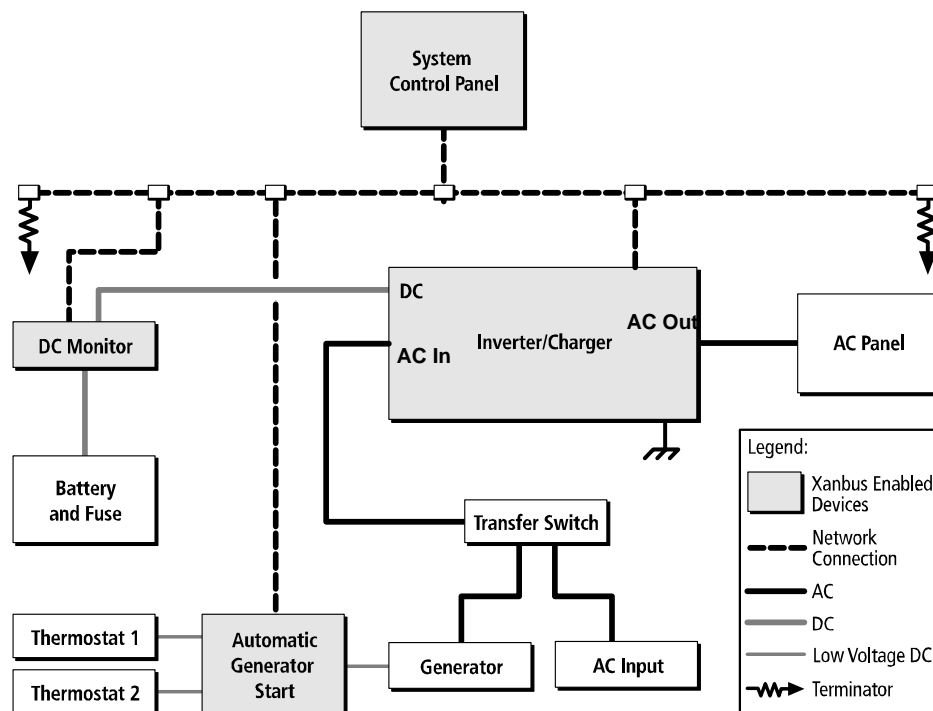 System
Control Panel
DC
AC Out
Inverter/Charger
AC In
DC Monitor
AC Panel
Battery
and Fuse
Transfer Switch
Thermostat 1
Thermostat 2
Automatic
Generator
Start
Generator
AC Input
Legend:
Xanbus Enabled
Devices
Network
Connection
AC
DC
Low Voltage DC
Terminator